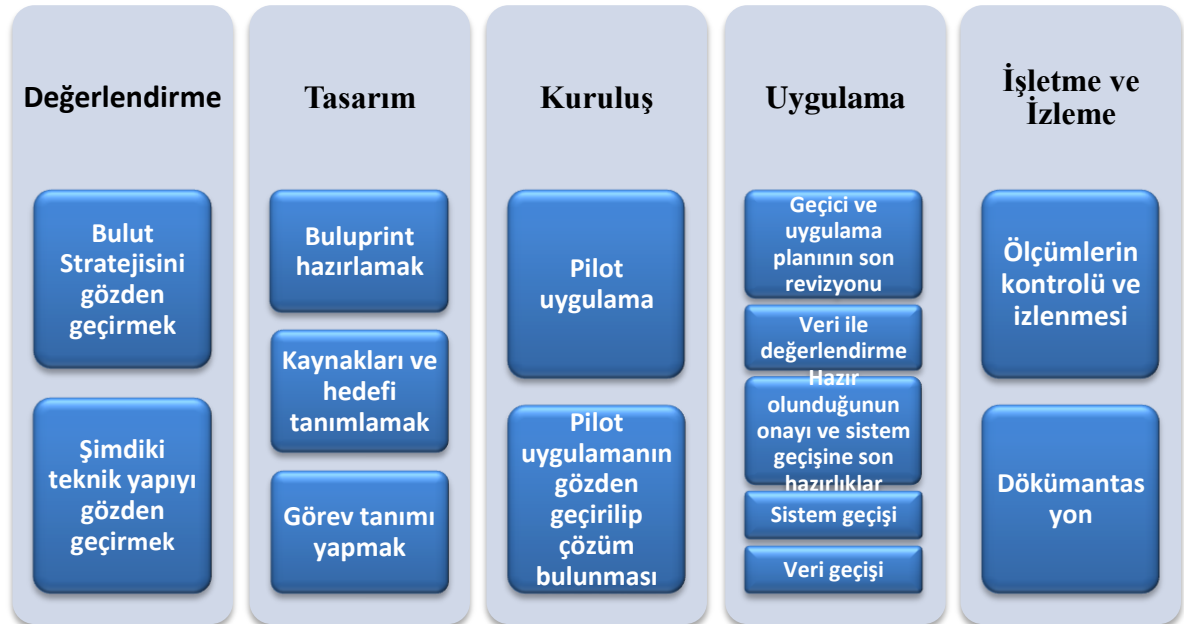 Değerlendirme
Bulut
Stratejisini
gözden
geçirmek
Şimdiki
teknik yapıyı
gözden
geçirmek
Tasarım
Buluprint
hazırlamak
Kaynakları ve
hedefi
tanımlamak
Görev tanımı
yapmak
Kuruluş
Pilot
uygulama
Pilot
uygulamanın
gözden
geçirilip
çözüm
bulunması
Uygulama
Geçici ve
uygulama
planının son
revizyonu
Veri ile
değerlendirme
Hazır
olunduğunun
onayı ve sistem
geçişine son
hazırlıklar
Sistem geçişi
Veri geçişi
İşletme ve
İzleme
Ölçümlerin
kontrolü ve
izlenmesi
Dökümantas
yon